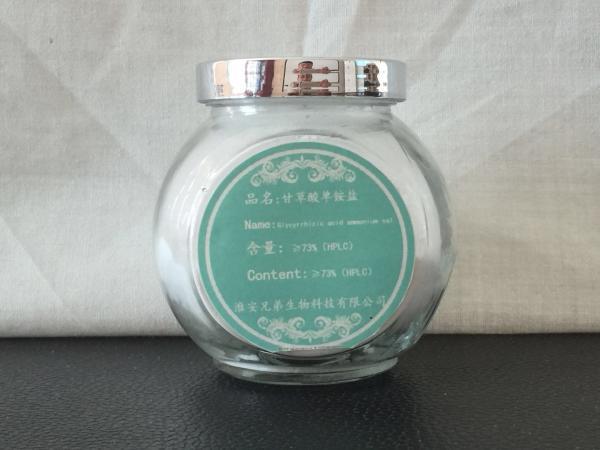 品名:甘草酸单铵盐
Name:Glycyrrhizic acid ammonium sal
含量: ≥73% (HPLC)
Content: ≥73% (HPLC)
淮安兄弟生物科技有限公司